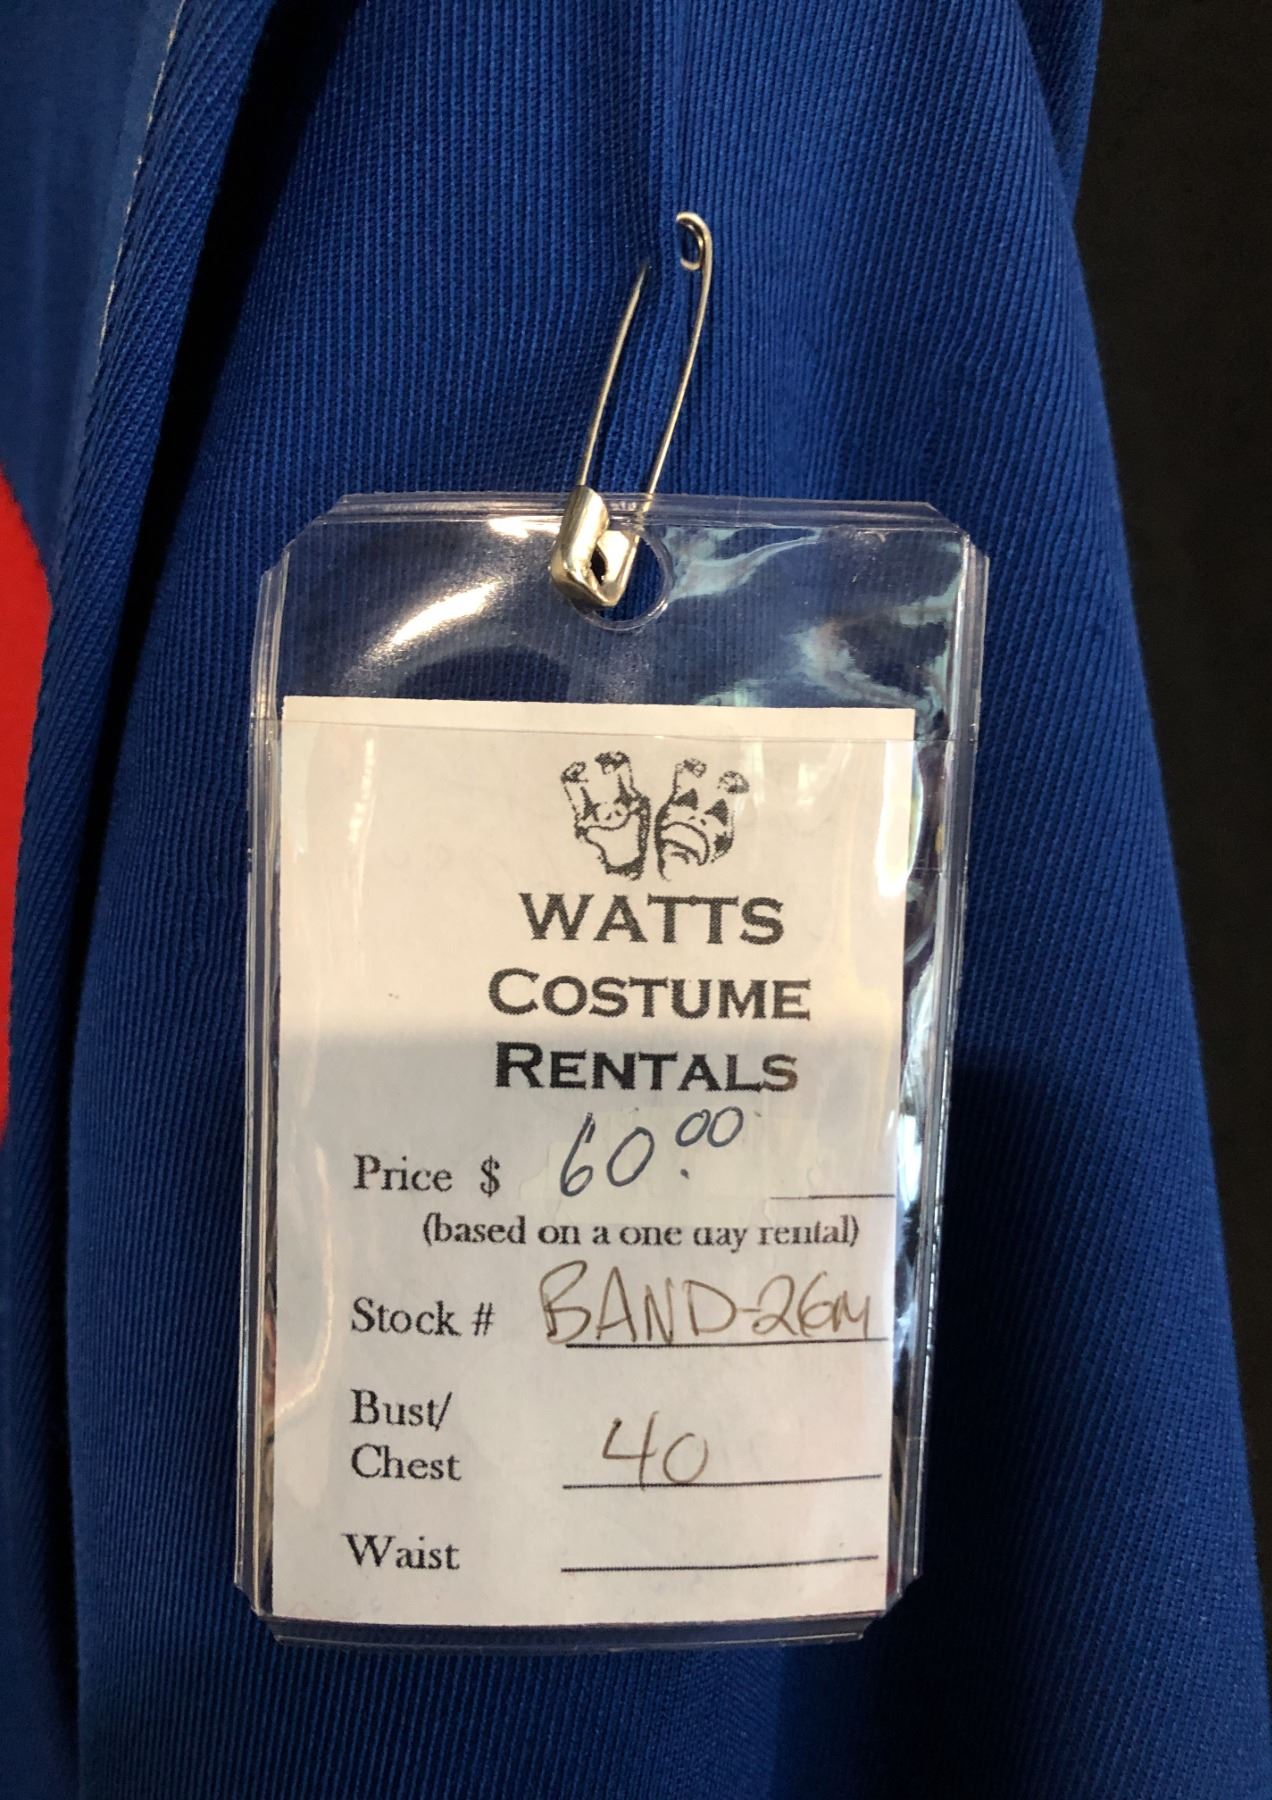 WATTS
COSTUME
RENTALS
Price $ 60.00
(based on a one day rental)
Stock # BAND-26M
Bust/
Chest 40
Waist